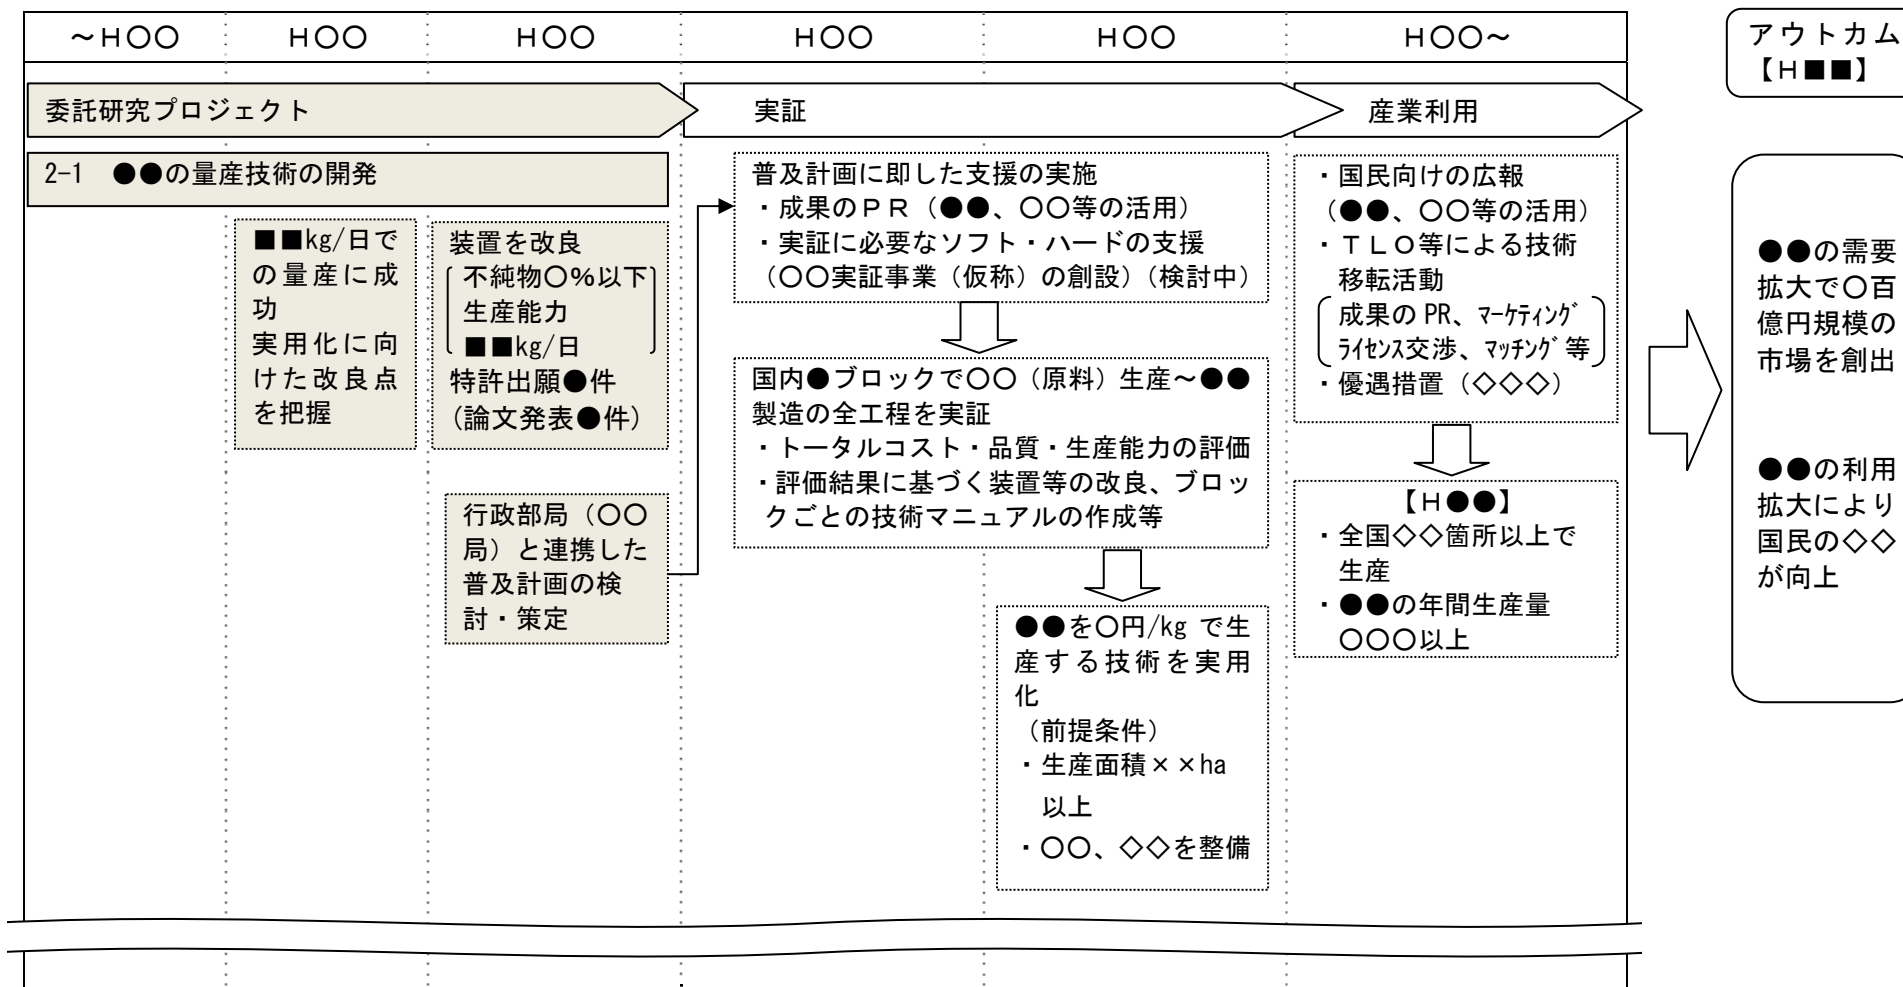 ～H〇〇 H〇〇 H〇〇 H〇〇 H〇〇 H〇〇～
アウトカム
【H■■】
委託研究プロジェクト
実証
産業利用
2-1 ●●の量産技術の開発
■■kg/日で
の量産に成
功
実用化に向
けた改良点
を把握
装置を改良
不純物〇%以下
生産能力
■■kg/日
特許出願●件
(論文発表●件)
行政部局（〇〇
局）と連携した
普及計画の検
討・策定
普及計画に即した支援の実施
・成果のＰＲ（●●、〇〇等の活用）
・実証に必要なソフト・ハードの支援
（〇〇実証事業（仮称）の創設）（検討中）
国内●ブロックで〇〇（原料）生産～●●
製造の全工程を実証
・トータルコスト・品質・生産能力の評価
・評価結果に基づく装置等の改良、ブロッ
クごとの技術マニュアルの作成等
●●を〇円/kg で生
産する技術を実用
化
（前提条件）
・生産面積××ha
以上
・〇〇、◇◇を整備
・国民向けの広報
（●●、〇〇等の活用）
・ＴＬＯ等による技術
移転活動
成果の PR、ﾏｰｹﾃｨﾝｸﾞ
ﾗｲｾﾝｽ交渉、ﾏｯﾁﾝｸﾞ等
・優遇措置（◇◇◇）
【H●●】
・全国◇◇箇所以上で
生産
・●●の年間生産量
〇〇〇以上
●●の需要
拡大で〇百
億円規模の
市場を創出
●●の利用
拡大により
国民の◇◇
が向上